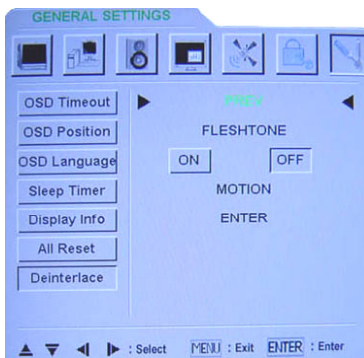 GENERAL SETTINGS
OSD Timeout
OSD Position
OSD Language
Sleep Timer
Display Info
All Reset
Deinterlace
PREV
FLESHTONE
ON OFF
MOTION
ENTER
: Select MENU : Exit ENTER : Enter